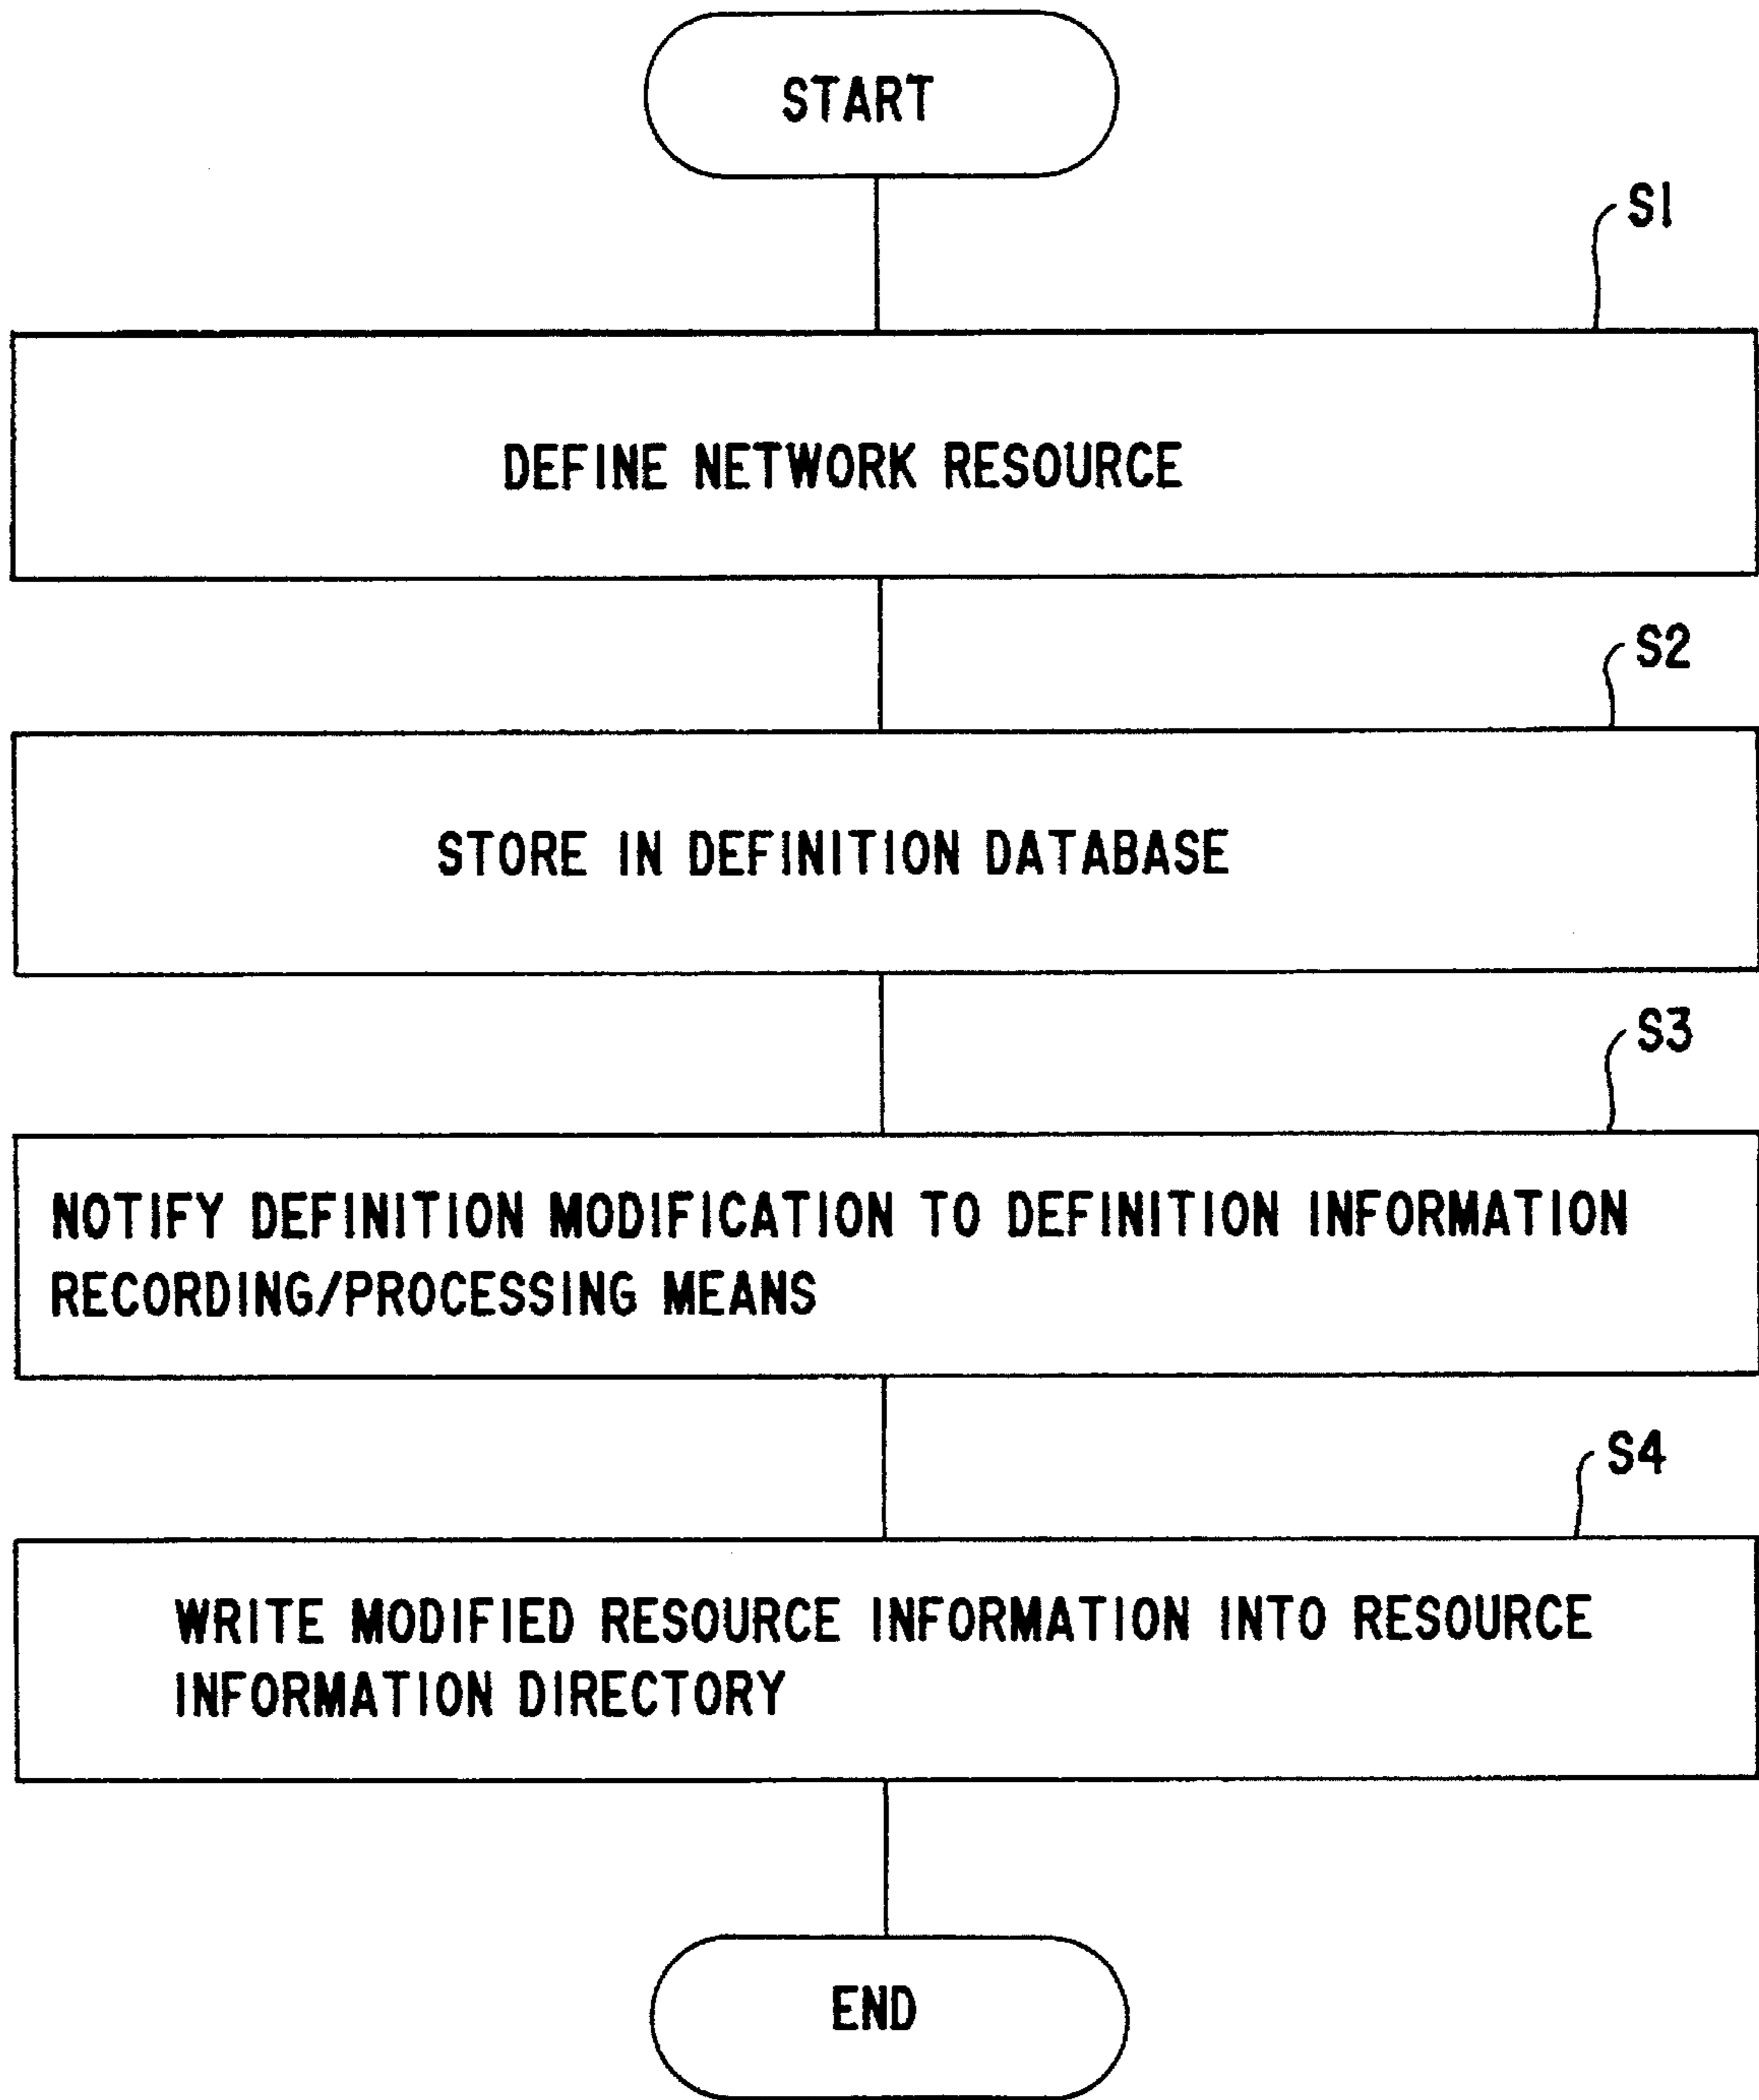 START
S1
DEFINE NETWORK RESOURCE
S2
STORE IN DEFINITION DATABASE
S3
NOTIFY DEFINITION MODIFICATION TO DEFINITION INFORMATION
RECORDING/PROCESSING MEANS
S4
WRITE MODIFIED RESOURCE INFORMATION INTO RESOURCE
INFORMATION DIRECTORY
END